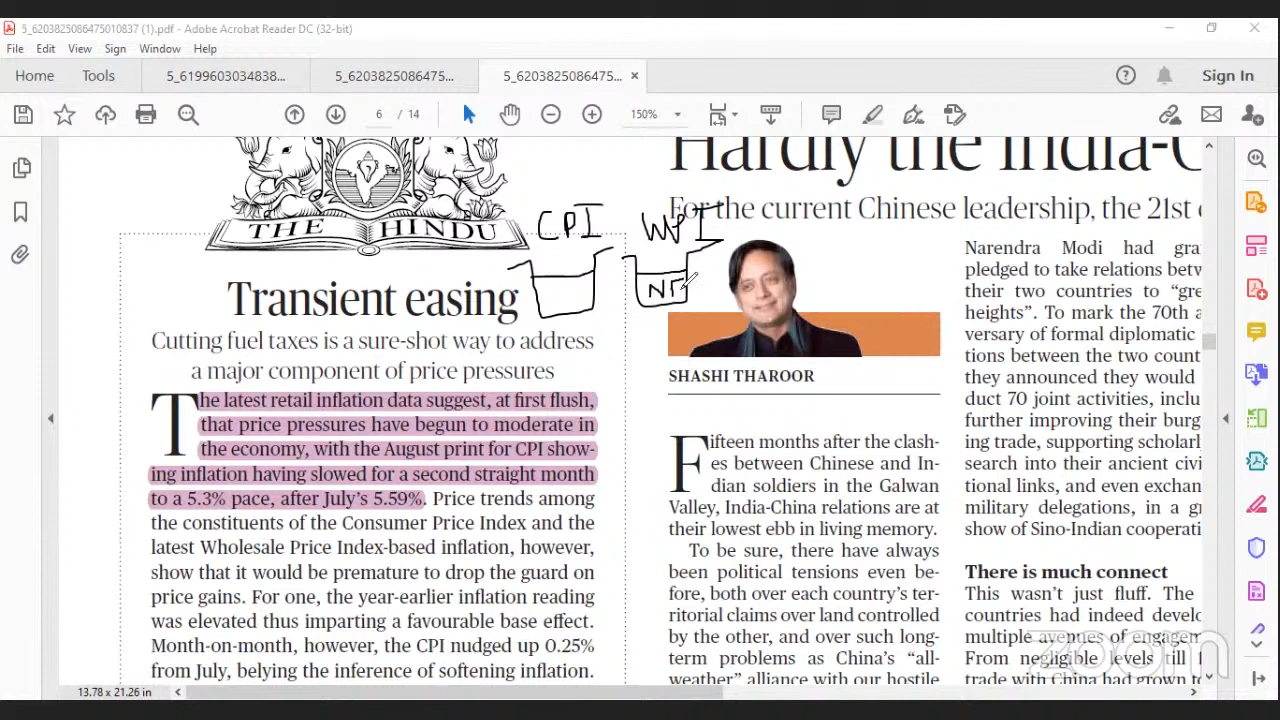 5_6203825086475010837 (1).pdf - Adobe Acrobat Reader DC (32-bit)
File Edit View Sign Window Help
Home Tools 5_6199603034838... 5_6203825086475... 5_6203825086475... × Sign In
6 / 14 150%
THE HINDU
CPI
WPI
Transient easing
Cutting fuel taxes is a sure-shot way to address
a major component of price pressures
The latest retail inflation data suggest, at first flush,
that price pressures have begun to moderate in
the economy, with the August print for CPI show-
ing inflation having slowed for a second straight month
to a 5.3% pace, after July's 5.59%. Price trends among
the constituents of the Consumer Price Index and the
latest Wholesale Price Index-based inflation, however,
show that it would be premature to drop the guard on
price gains. For one, the year-earlier inflation reading
was elevated thus imparting a favourable base effect.
Month-on-month, however, the CPI nudged up 0.25%
from July, belying the inference of softening inflation.
Hardly the India-C
For the current Chinese leadership, the 21st c
SHASHI THAROOR
Fifteen months after the clash-
es between Chinese and In-
dian soldiers in the Galwan
Valley, India-China relations are at
their lowest ebb in living memory.
To be sure, there have always
been political tensions even be-
fore, both over each country's ter-
ritorial claims over land controlled
by the other, and over such long-
term problems as China's "all-
weather" alliance with our hostile
Narendra Modi had gra
pledged to take relations betw
their two countries to "gre
heights". To mark the 70th a
versary of formal diplomatic
tions between the two count
they announced they would
duct 70 joint activities, inclu
further improving their burg
ing trade, supporting scholarl
search into their ancient civi
tional links, and even exchan
military delegations, in a gr
show of Sino-Indian cooperati
There is much connect
This wasn't just fluff. The
countries had indeed develo
multiple avenues of engagem
From negligible levels till
trade with China had grown to
zoom
13.78 x 21.26 in